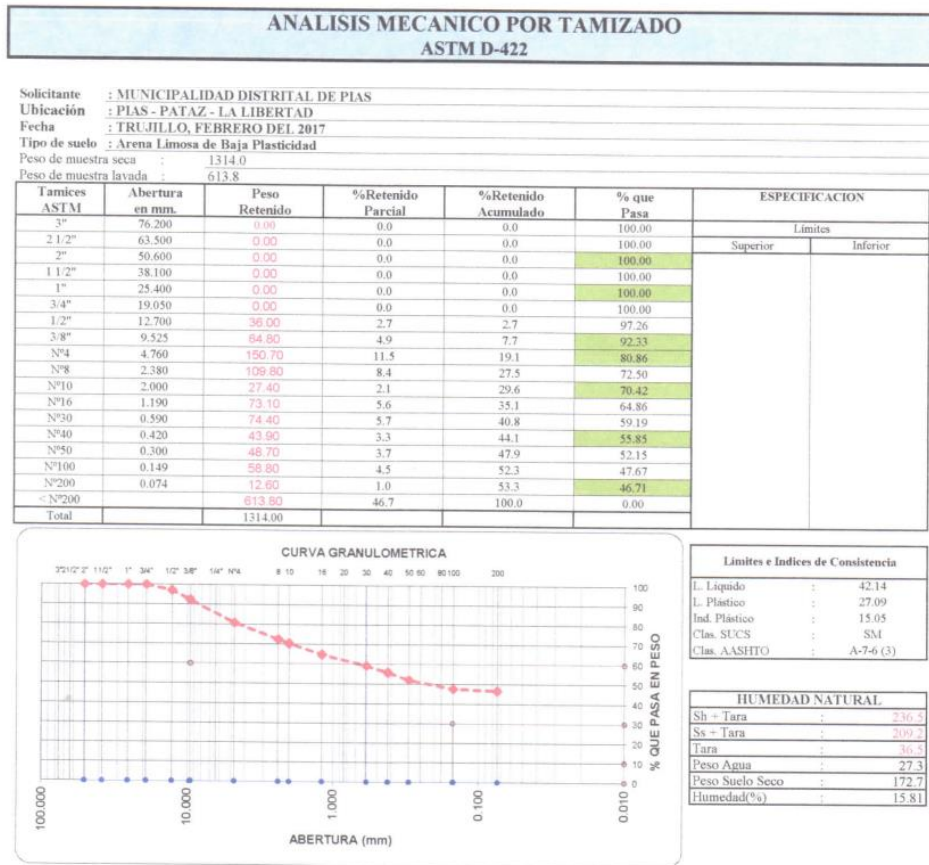 ANALISIS MECANICO POR TAMIZADO
ASTM D-422
Solicitante : MUNICIPALIDAD DISTRITAL DE PIAS
Ubicación : PIAS - PATAZ - LA LIBERTAD
Fecha : TRUJILLO, FEBRERO DEL 2017
Tipo de suelo : Arena Limosa de Baja Plasticidad
Peso de muestra seca : 1314.0
Peso de muestra lavada : 613.8
Tamices ASTM Abertura en mm. Peso Retenido %Retenido Parcial %Retenido Acumulado % que Pasa ESPECIFICACION
Límites
Superior Inferior
3" 76.200 0.00 0.0 0.0 100.00
2 1/2" 63.500 0.00 0.0 0.0 100.00
2" 50.600 0.00 0.0 0.0 100.00
1 1/2" 38.100 0.00 0.0 0.0 100.00
1" 25.400 0.00 0.0 0.0 100.00
3/4" 19.050 0.00 0.0 0.0 100.00
1/2" 12.700 36.00 2.7 2.7 97.26
3/8" 9.525 64.80 4.9 7.7 92.33
Nº4 4.760 150.70 11.5 19.1 80.86
Nº8 2.380 109.80 8.4 27.5 72.50
Nº10 2.000 27.40 2.1 29.6 70.42
Nº16 1.190 73.10 5.6 35.1 64.86
Nº30 0.590 74.40 5.7 40.8 59.19
Nº40 0.420 43.90 3.3 44.1 55.85
Nº50 0.300 48.70 3.7 47.9 52.15
Nº100 0.149 58.80 4.5 52.3 47.67
Nº200 0.074 12.60 1.0 53.3 46.71
< Nº200 613.80 46.7 100.0 0.00
Total 1314.00
CURVA GRANULOMETRICA
3"21/2"2" 11/2" 1" 3/4" 1/2" 3/8" 1/4" Nº4 8 10 16 20 30 40 50 60 80 100 200
100
90
80
70
60
50
40
30
20
10
0
% QUE PASA EN PESO
100.000 10.000 1.000 0.100 0.010
ABERTURA (mm)
Límites e Indices de Consistencia
L. Líquido : 42.14
L. Plástico : 27.09
Ind. Plástico : 15.05
Clas. SUCS : SM
Clas. AASHTO : A-7-6 (3)
HUMEDAD NATURAL
Sh + Tara : 236.5
Ss + Tara : 209.2
Tara : 36.5
Peso Agua : 27.3
Peso Suelo Seco : 172.7
Humedad(%) : 15.81